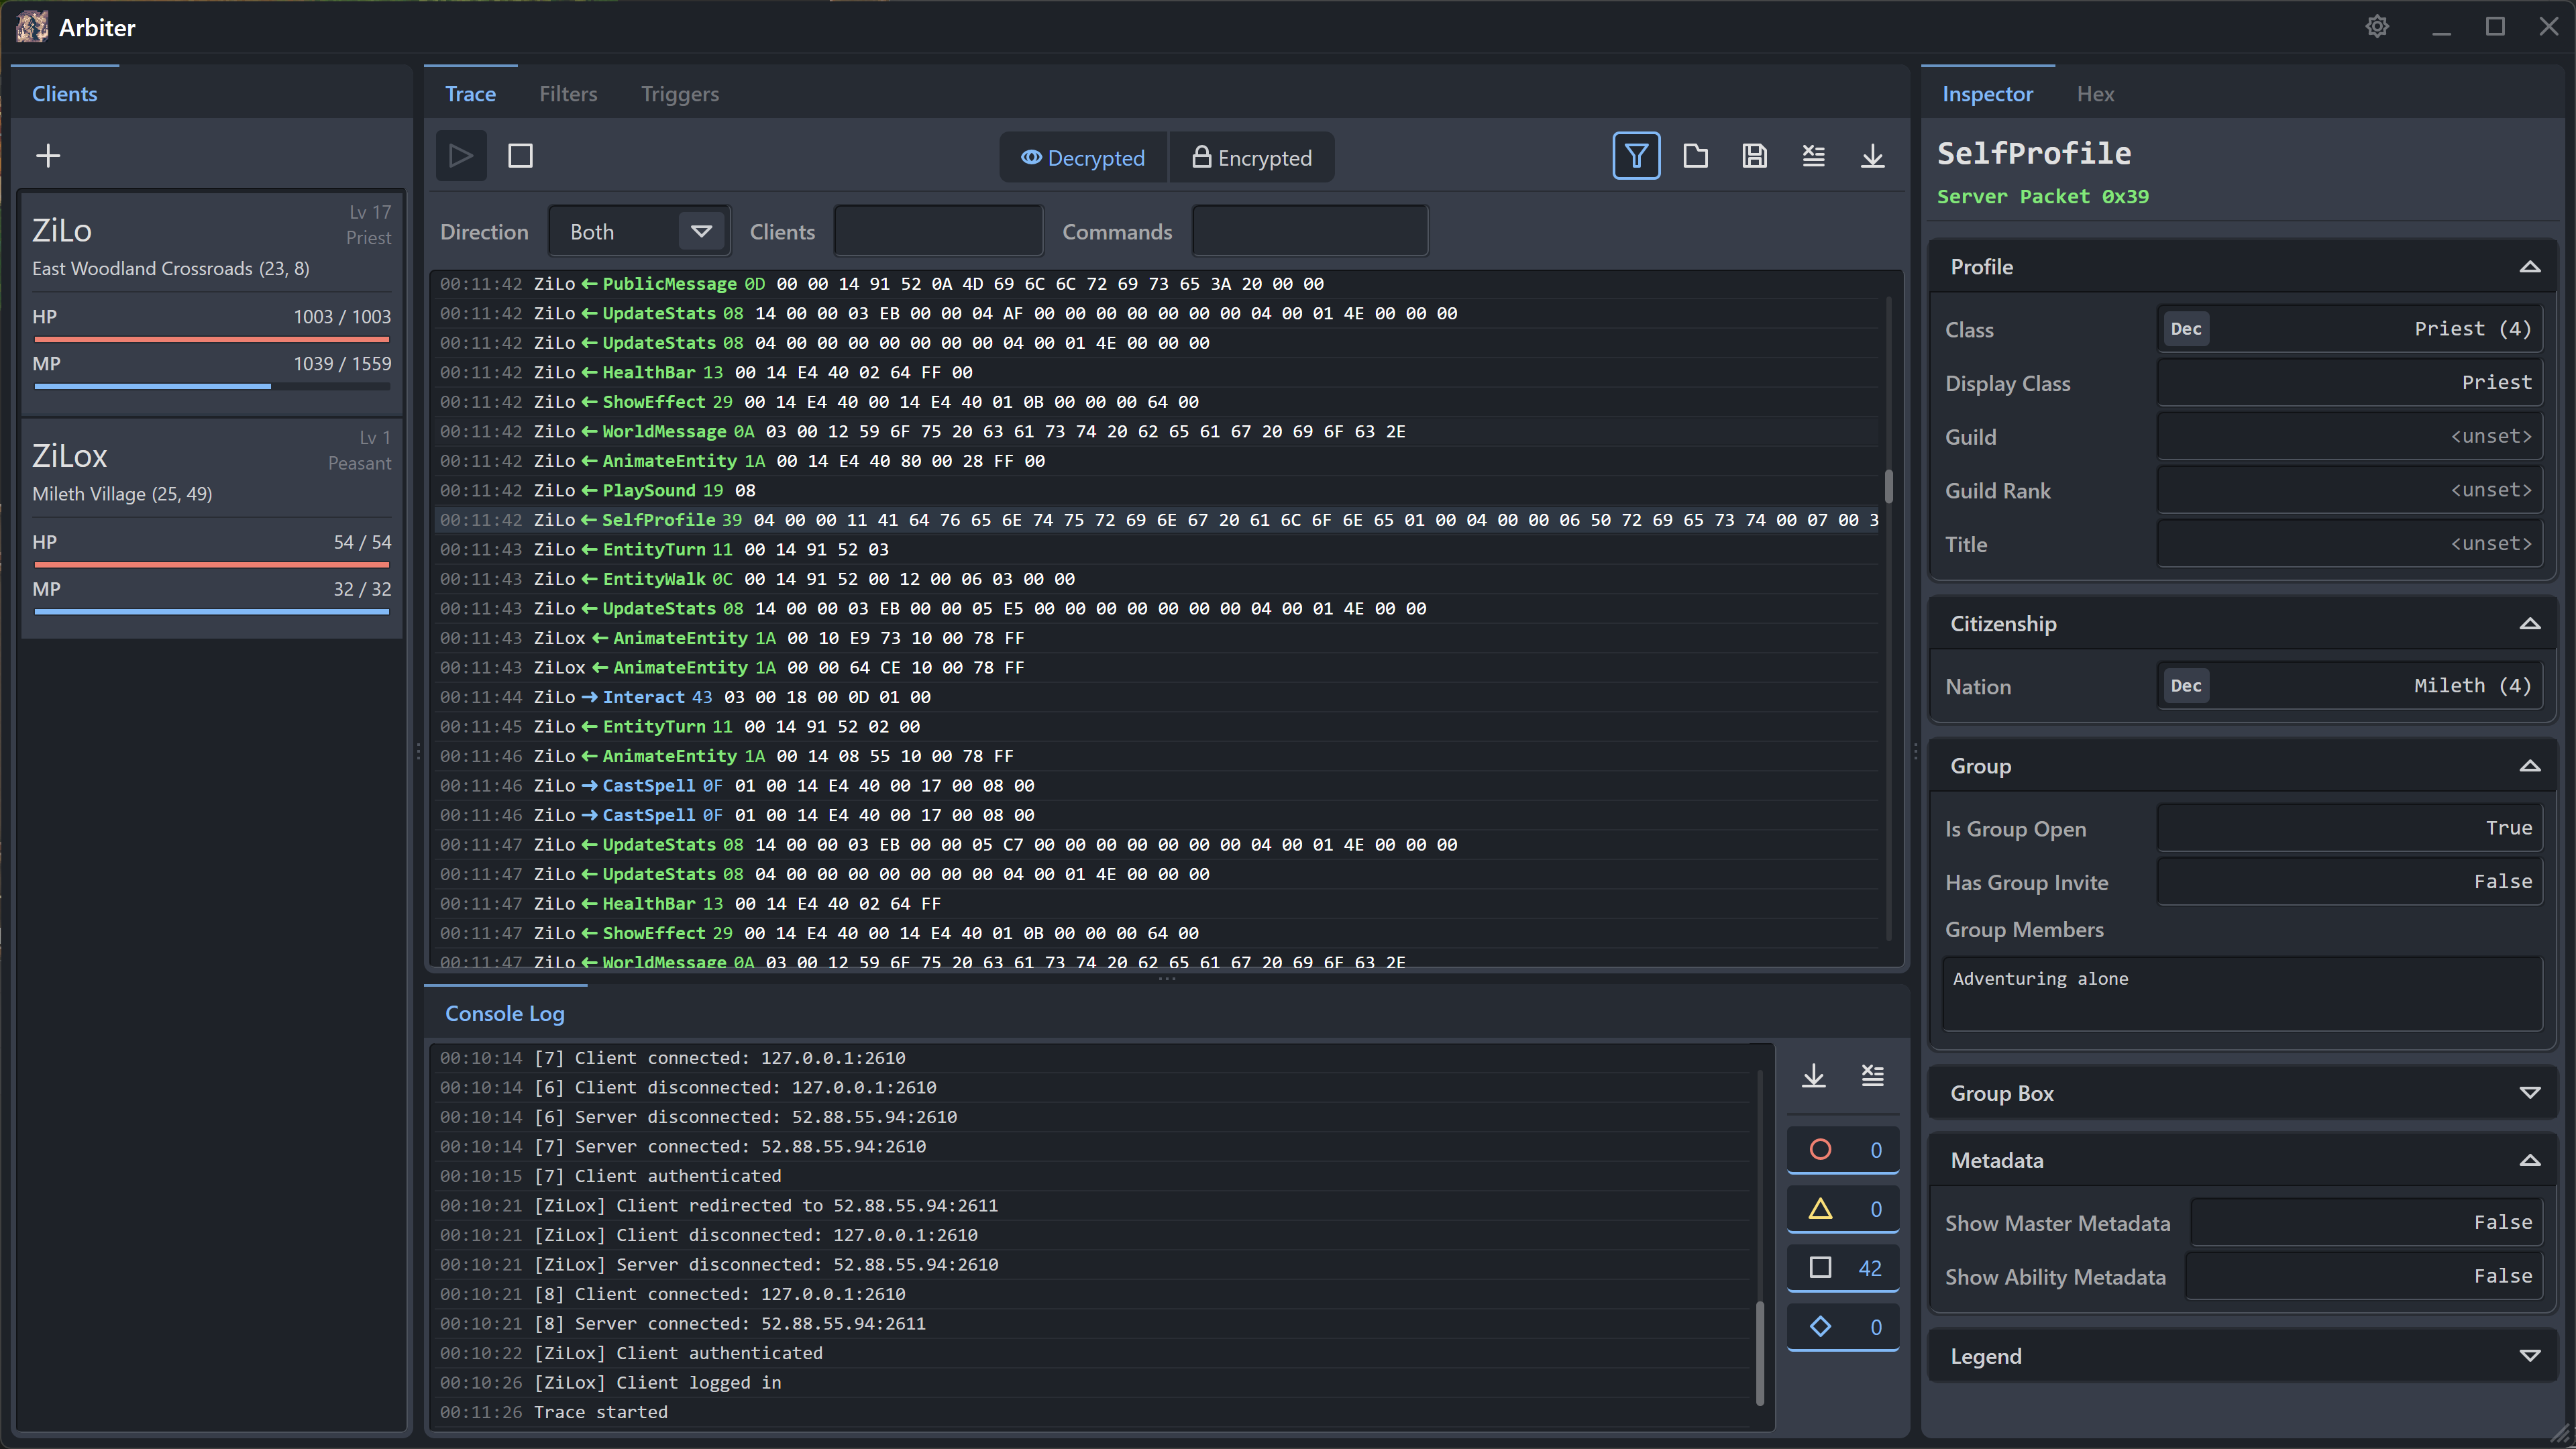 Arbiter
Clients
ZiLo
Lv 17
Priest
East Woodland Crossroads (23, 8)
HP 1003 / 1003
MP 1039 / 1559
ZiLox
Lv 1
Peasant
Mileth Village (25, 49)
HP 54 / 54
MP 32 / 32
Trace Filters Triggers
Decrypted Encrypted
Direction Both Clients Commands
00:11:42 ZiLo ← PublicMessage 0D 00 00 14 91 52 0A 4D 69 6C 6C 72 69 73 65 3A 20 00 00
00:11:42 ZiLo ← UpdateStats 08 14 00 00 03 EB 00 00 04 AF 00 00 00 00 00 00 00 04 00 01 4E 00 00 00
00:11:42 ZiLo ← UpdateStats 08 04 00 00 00 00 00 00 00 04 00 01 4E 00 00 00
00:11:42 ZiLo ← HealthBar 13 00 14 E4 40 02 64 FF 00
00:11:42 ZiLo ← ShowEffect 29 00 14 E4 40 00 14 E4 40 01 0B 00 00 00 64 00
00:11:42 ZiLo ← WorldMessage 0A 03 00 12 59 6F 75 20 63 61 73 74 20 62 65 61 67 20 69 6F 63 2E
00:11:42 ZiLo ← AnimateEntity 1A 00 14 E4 40 80 00 28 FF 00
00:11:42 ZiLo ← PlaySound 19 08
00:11:42 ZiLo ← SelfProfile 39 04 00 00 11 41 64 76 65 6E 74 75 72 69 6E 67 20 61 6C 6F 6E 65 01 00 04 00 00 06 50 72 69 65 73 74 00 07 00 3
00:11:43 ZiLo ← EntityTurn 11 00 14 91 52 03
00:11:43 ZiLo ← EntityWalk 0C 00 14 91 52 00 12 00 06 03 00 00
00:11:43 ZiLo ← UpdateStats 08 14 00 00 03 EB 00 00 05 E5 00 00 00 00 00 00 00 04 00 01 4E 00 00
00:11:43 ZiLox ← AnimateEntity 1A 00 10 E9 73 10 00 78 FF
00:11:43 ZiLox ← AnimateEntity 1A 00 00 64 CE 10 00 78 FF
00:11:44 ZiLo → Interact 43 03 00 18 00 0D 01 00
00:11:45 ZiLo ← EntityTurn 11 00 14 91 52 02 00
00:11:46 ZiLo ← AnimateEntity 1A 00 14 08 55 10 00 78 FF
00:11:46 ZiLo → CastSpell 0F 01 00 14 E4 40 00 17 00 08 00
00:11:46 ZiLo → CastSpell 0F 01 00 14 E4 40 00 17 00 08 00
00:11:47 ZiLo ← UpdateStats 08 14 00 00 03 EB 00 00 05 C7 00 00 00 00 00 00 00 04 00 01 4E 00 00 00
00:11:47 ZiLo ← UpdateStats 08 04 00 00 00 00 00 00 00 04 00 01 4E 00 00 00
00:11:47 ZiLo ← HealthBar 13 00 14 E4 40 02 64 FF
00:11:47 ZiLo ← ShowEffect 29 00 14 E4 40 00 14 E4 40 01 0B 00 00 00 64 00
00:11:47 ZiLo ← WorldMessage 0A 03 00 12 59 6F 75 20 63 61 73 74 20 62 65 61 67 20 69 6F 63 2E
Console Log
00:10:14 [7] Client connected: 127.0.0.1:2610
00:10:14 [6] Client disconnected: 127.0.0.1:2610
00:10:14 [6] Server disconnected: 52.88.55.94:2610
00:10:14 [7] Server connected: 52.88.55.94:2610
00:10:15 [7] Client authenticated
00:10:21 [ZiLox] Client redirected to 52.88.55.94:2611
00:10:21 [ZiLox] Client disconnected: 127.0.0.1:2610
00:10:21 [ZiLox] Server disconnected: 52.88.55.94:2610
00:10:21 [8] Client connected: 127.0.0.1:2610
00:10:21 [8] Server connected: 52.88.55.94:2611
00:10:22 [ZiLox] Client authenticated
00:10:26 [ZiLox] Client logged in
00:11:26 Trace started
0
0
42
0
Inspector Hex
SelfProfile
Server Packet 0x39
Profile
Class Dec Priest (4)
Display Class Priest
Guild <unset>
Guild Rank <unset>
Title <unset>
Citizenship
Nation Dec Mileth (4)
Group
Is Group Open True
Has Group Invite False
Group Members
Adventuring alone
Group Box
Metadata
Show Master Metadata False
Show Ability Metadata False
Legend